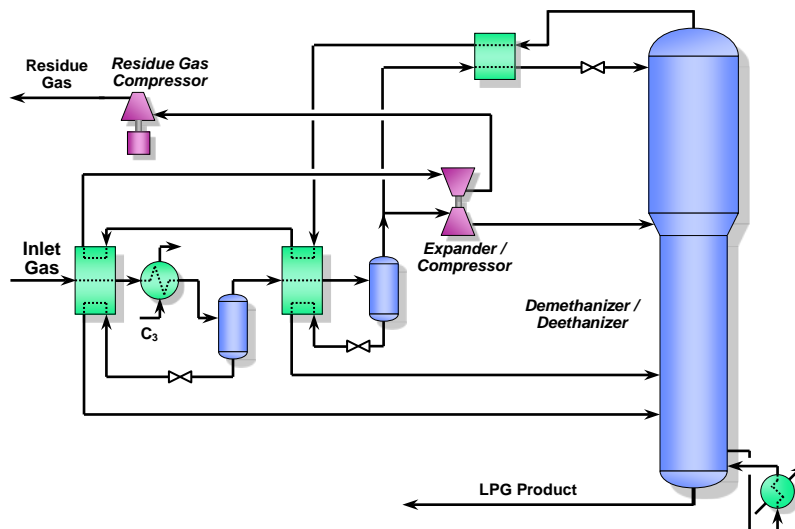 Residue Gas
Compressor
Residue
Gas
Inlet
Gas
C₃
Expander /
Compressor
Demethanizer /
Deethanizer
LPG Product